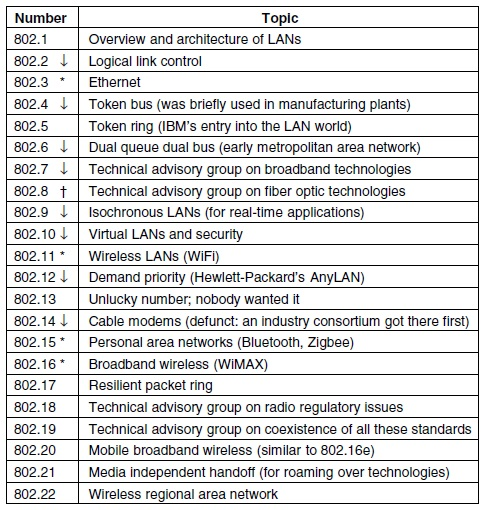 Number Topic
802.1 Overview and architecture of LANs
802.2 ↓ Logical link control
802.3 * Ethernet
802.4 ↓ Token bus (was briefly used in manufacturing plants)
802.5 Token ring (IBM's entry into the LAN world)
802.6 ↓ Dual queue dual bus (early metropolitan area network)
802.7 ↓ Technical advisory group on broadband technologies
802.8 † Technical advisory group on fiber optic technologies
802.9 ↓ Isochronous LANs (for real-time applications)
802.10 ↓ Virtual LANs and security
802.11 * Wireless LANs (WiFi)
802.12 ↓ Demand priority (Hewlett-Packard's AnyLAN)
802.13 Unlucky number; nobody wanted it
802.14 ↓ Cable modems (defunct: an industry consortium got there first)
802.15 * Personal area networks (Bluetooth, Zigbee)
802.16 * Broadband wireless (WiMAX)
802.17 Resilient packet ring
802.18 Technical advisory group on radio regulatory issues
802.19 Technical advisory group on coexistence of all these standards
802.20 Mobile broadband wireless (similar to 802.16e)
802.21 Media independent handoff (for roaming over technologies)
802.22 Wireless regional area network